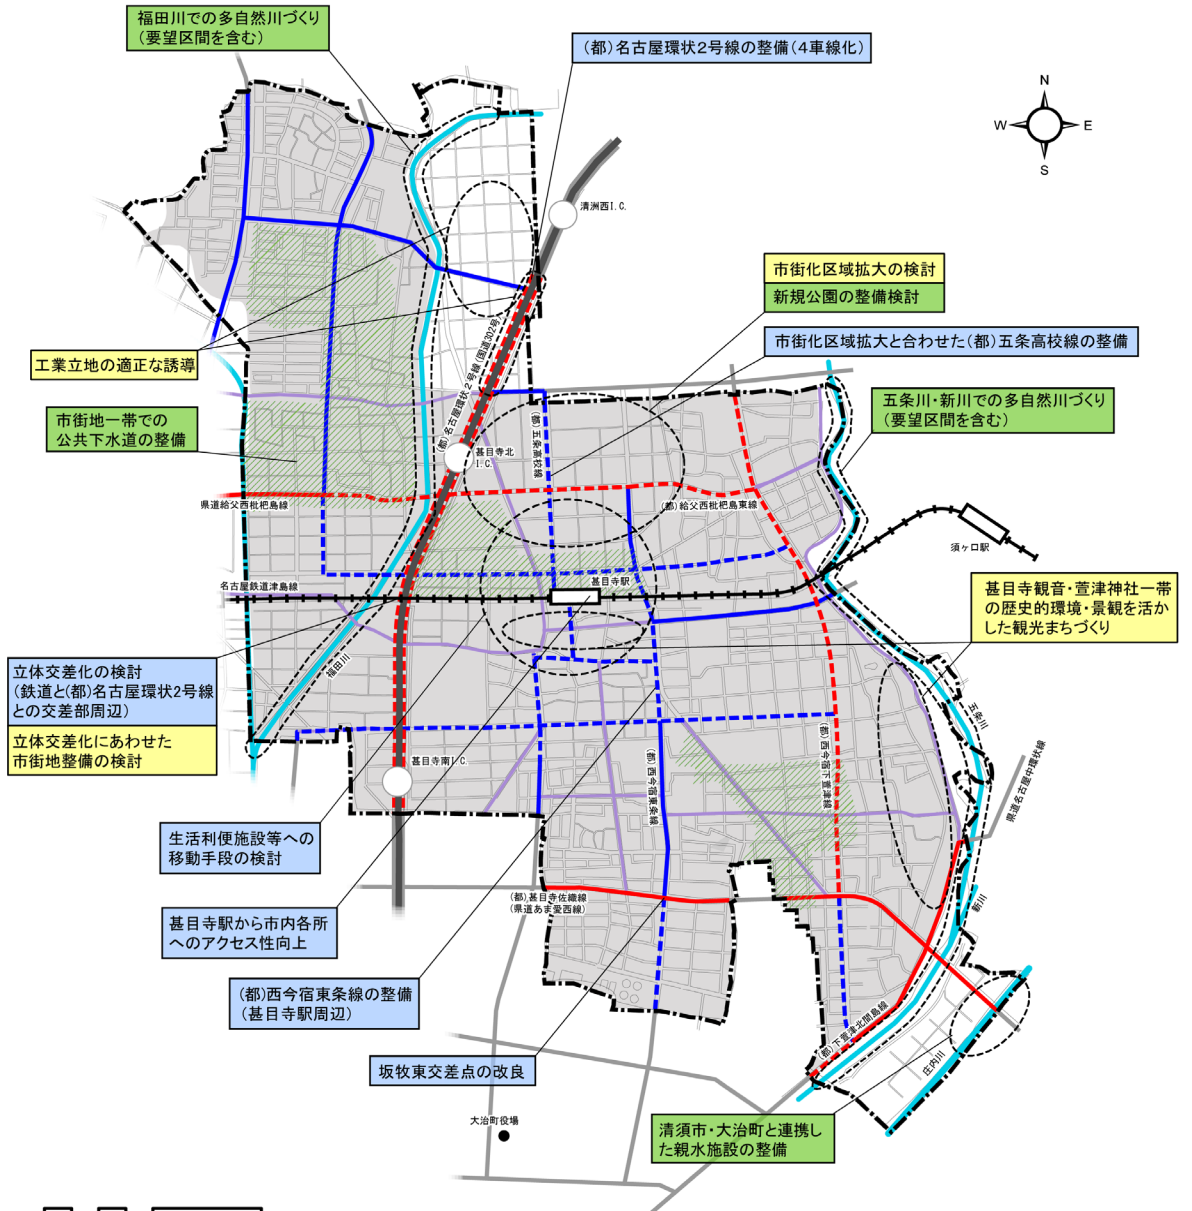 福田川での多自然川づくり
(要望区間を含む)
(都)名古屋環状2号線の整備(4車線化)
N
W
E
S
清洲西I.C.
市街化区域拡大の検討
新規公園の整備検討
市街化区域拡大と合わせた(都)五条高校線の整備
工業立地の適正な誘導
(都)名古屋環状2号線(国道302号)
市街地一帯での
公共下水道の整備
五条川・新川での多自然川づくり
(要望区間を含む)
(都)五条高校線
甚目寺北
I.C.
県道給父西枇杷島線
(都)給父西枇杷島東線
須ヶ口駅
名古屋鉄道津島線
甚目寺駅
甚目寺観音・萱津神社一帯
の歴史的環境・景観を活か
した観光まちづくり
立体交差化の検討
(鉄道と(都)名古屋環状2号線
との交差部周辺)
立体交差化にあわせた
市街地整備の検討
福田川
五条川
(都)西今宿東条線
(都)西今宿下萱津線
県道名古屋中環状線
甚目寺南I.C.
生活利便施設等への
移動手段の検討
(都)甚目寺佐織線
(県道あま愛西線)
新川
甚目寺駅から市内各所
へのアクセス性向上
(都)西今宿東条線の整備
(甚目寺駅周辺)
(都)下萱津北間島線
庄内川
坂牧東交差点の改良
大治町役場
清須市・大治町と連携し
た親水施設の整備